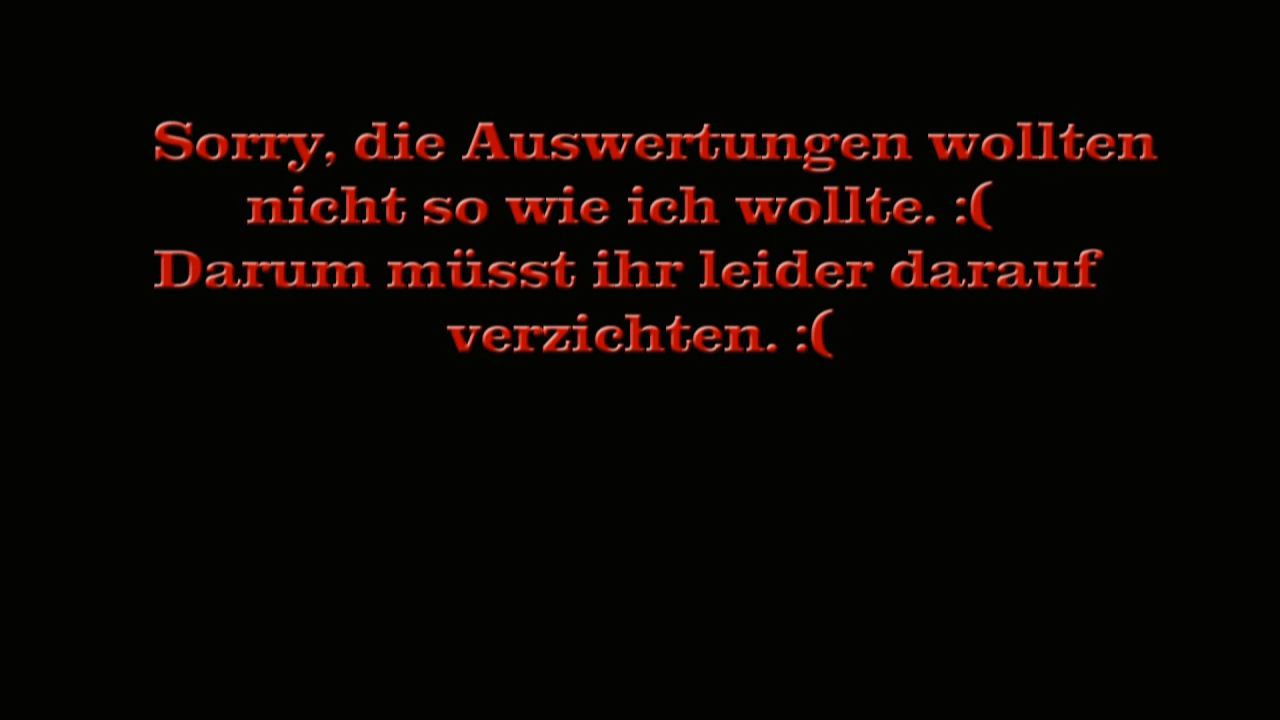 Sorry, die Auswertungen wollten
nicht so wie ich wollte. :(
Darum müsst ihr leider darauf
verzichten. :(